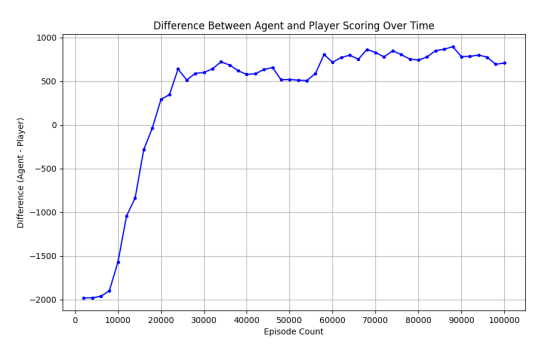 Difference Between Agent and Player Scoring Over Time
Difference (Agent - Player)
1000
500
0
−500
−1000
−1500
−2000
0 10000 20000 30000 40000 50000 60000 70000 80000 90000 100000
Episode Count